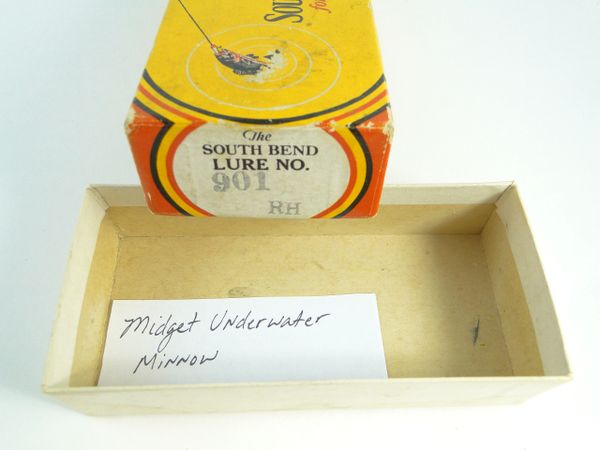 The
SOUTH BEND
LURE NO.
901
RH
Midget Underwater
Minnow